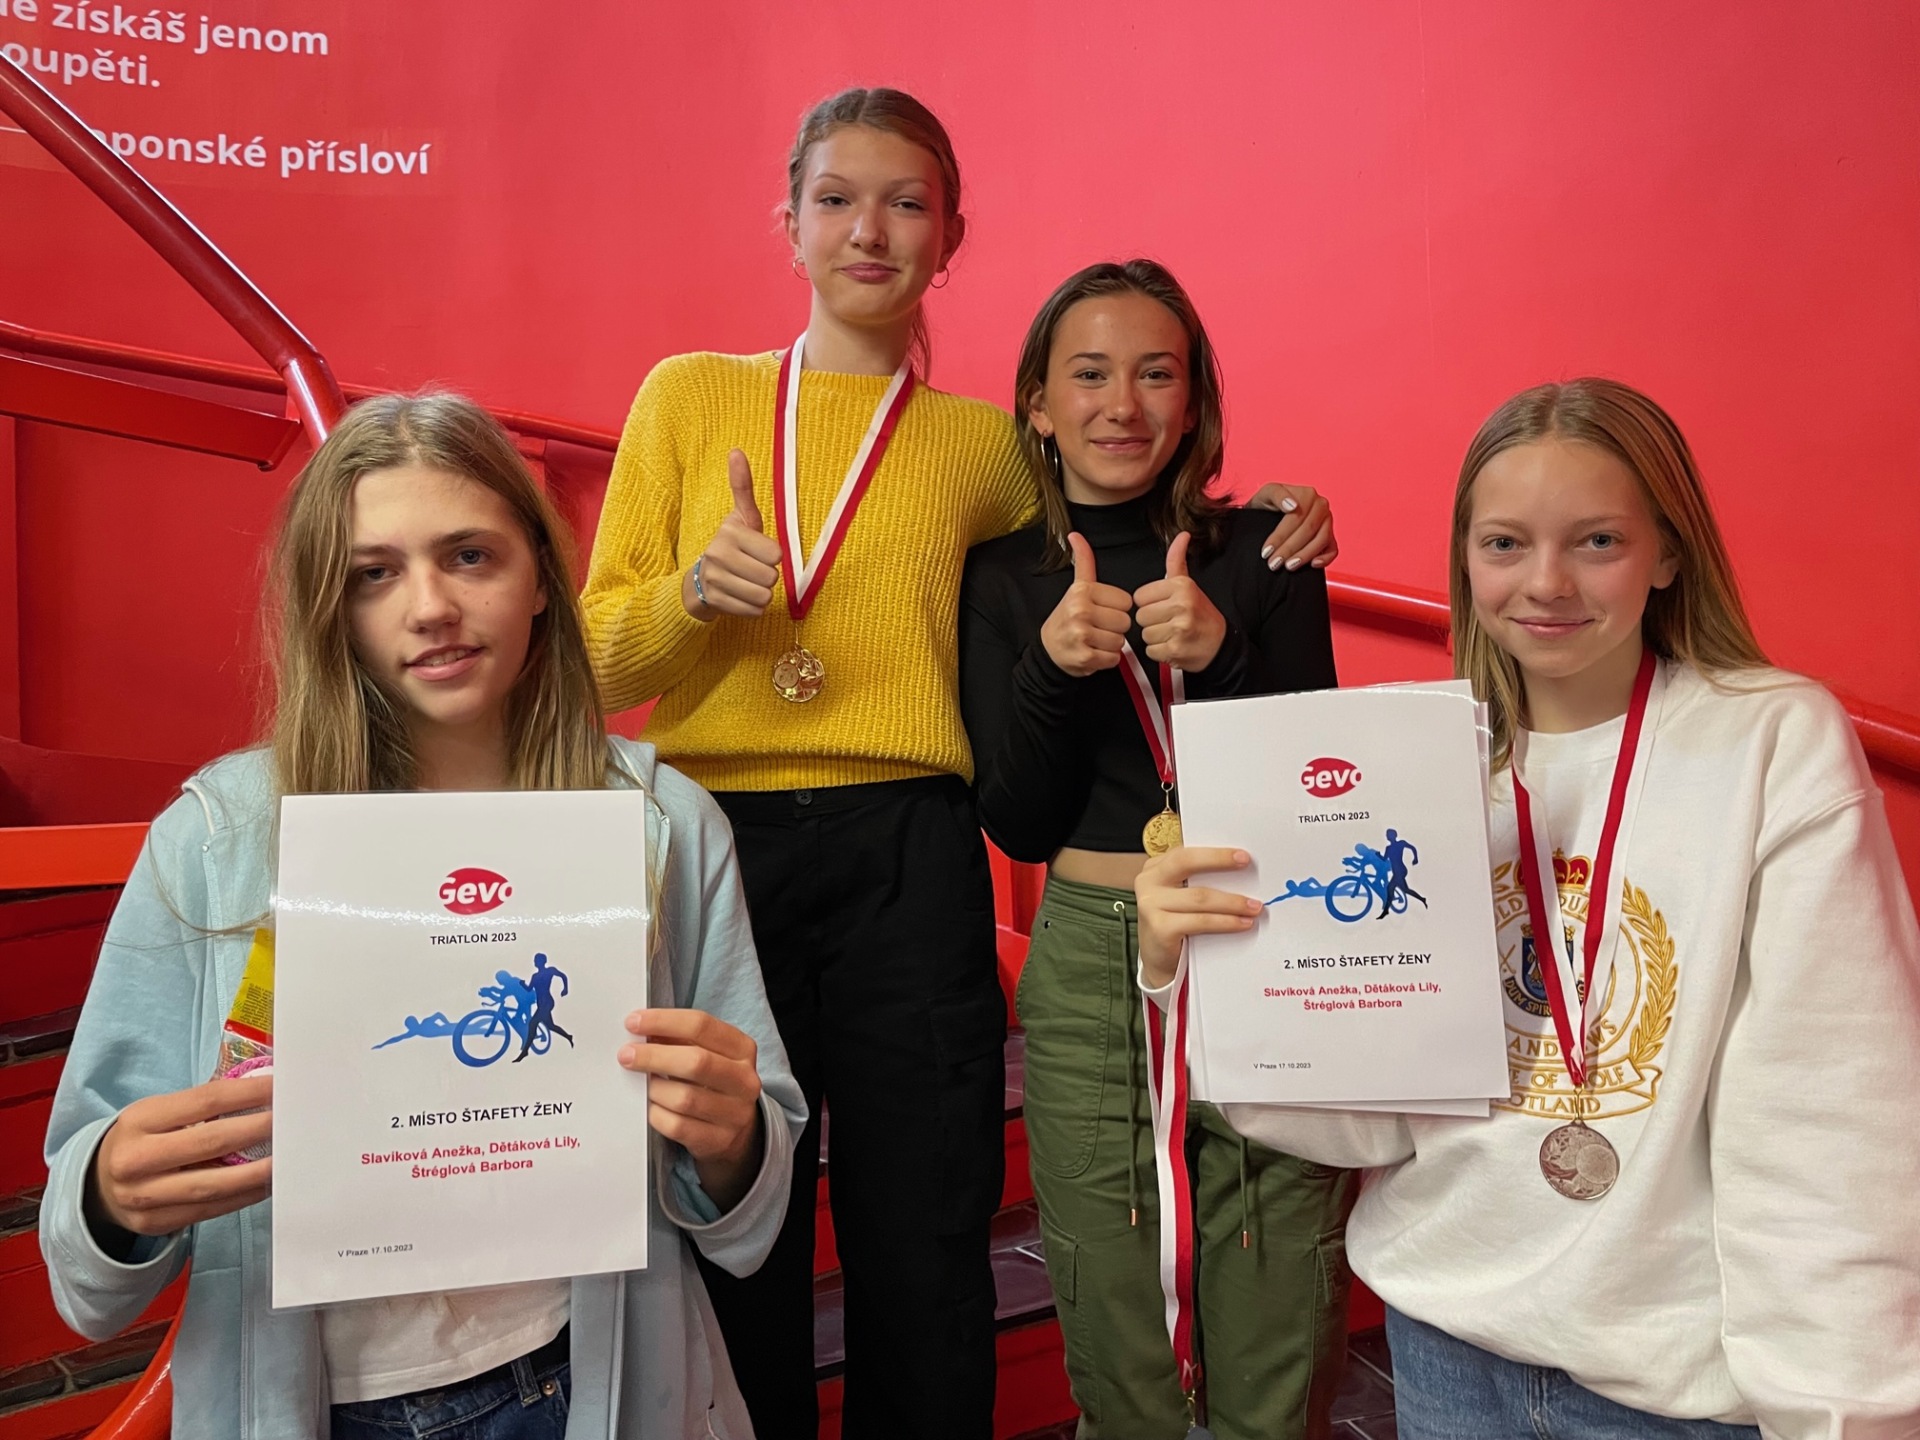 získáš jenom
oupěti.
aponské přísloví
Gevo
TRIATLON 2023
2. MÍSTO ŠTAFETY ŽENY
Slavíková Anežka, Dětáková Lily,
Štréglová Barbora
V Praze 17.10.2023
Gevo
TRIATLON 2023
2. MÍSTO ŠTAFETY ŽENY
Slavíková Anežka, Dětáková Lily,
Štréglová Barbora
V Praze 17.10.2023